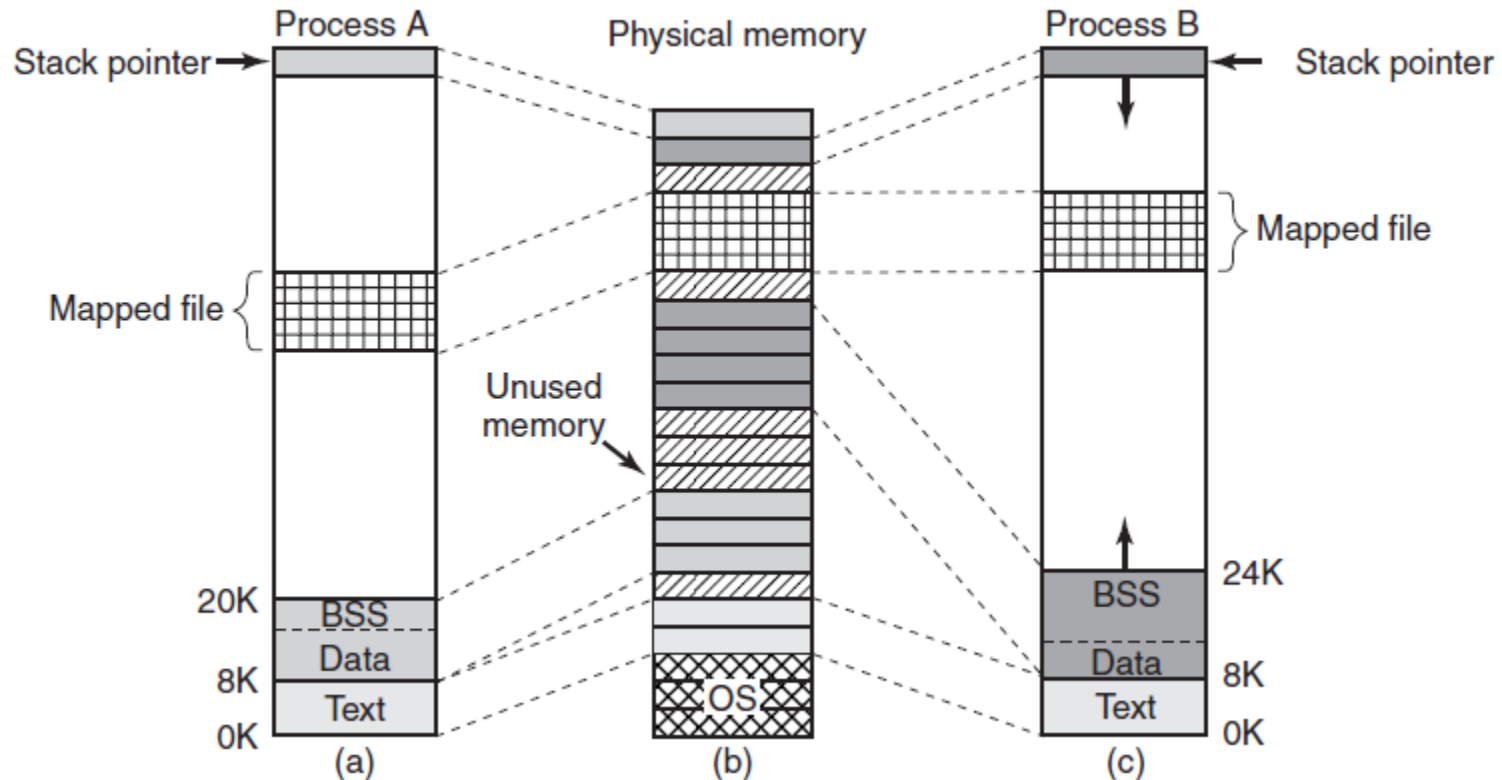 Process A
Physical memory
Process B
Stack pointer
Stack pointer
Mapped file
Mapped file
Unused
memory
20K
BSS
Data
8K
Text
0K
OS
24K
BSS
Data
8K
Text
0K
(a)
(b)
(c)